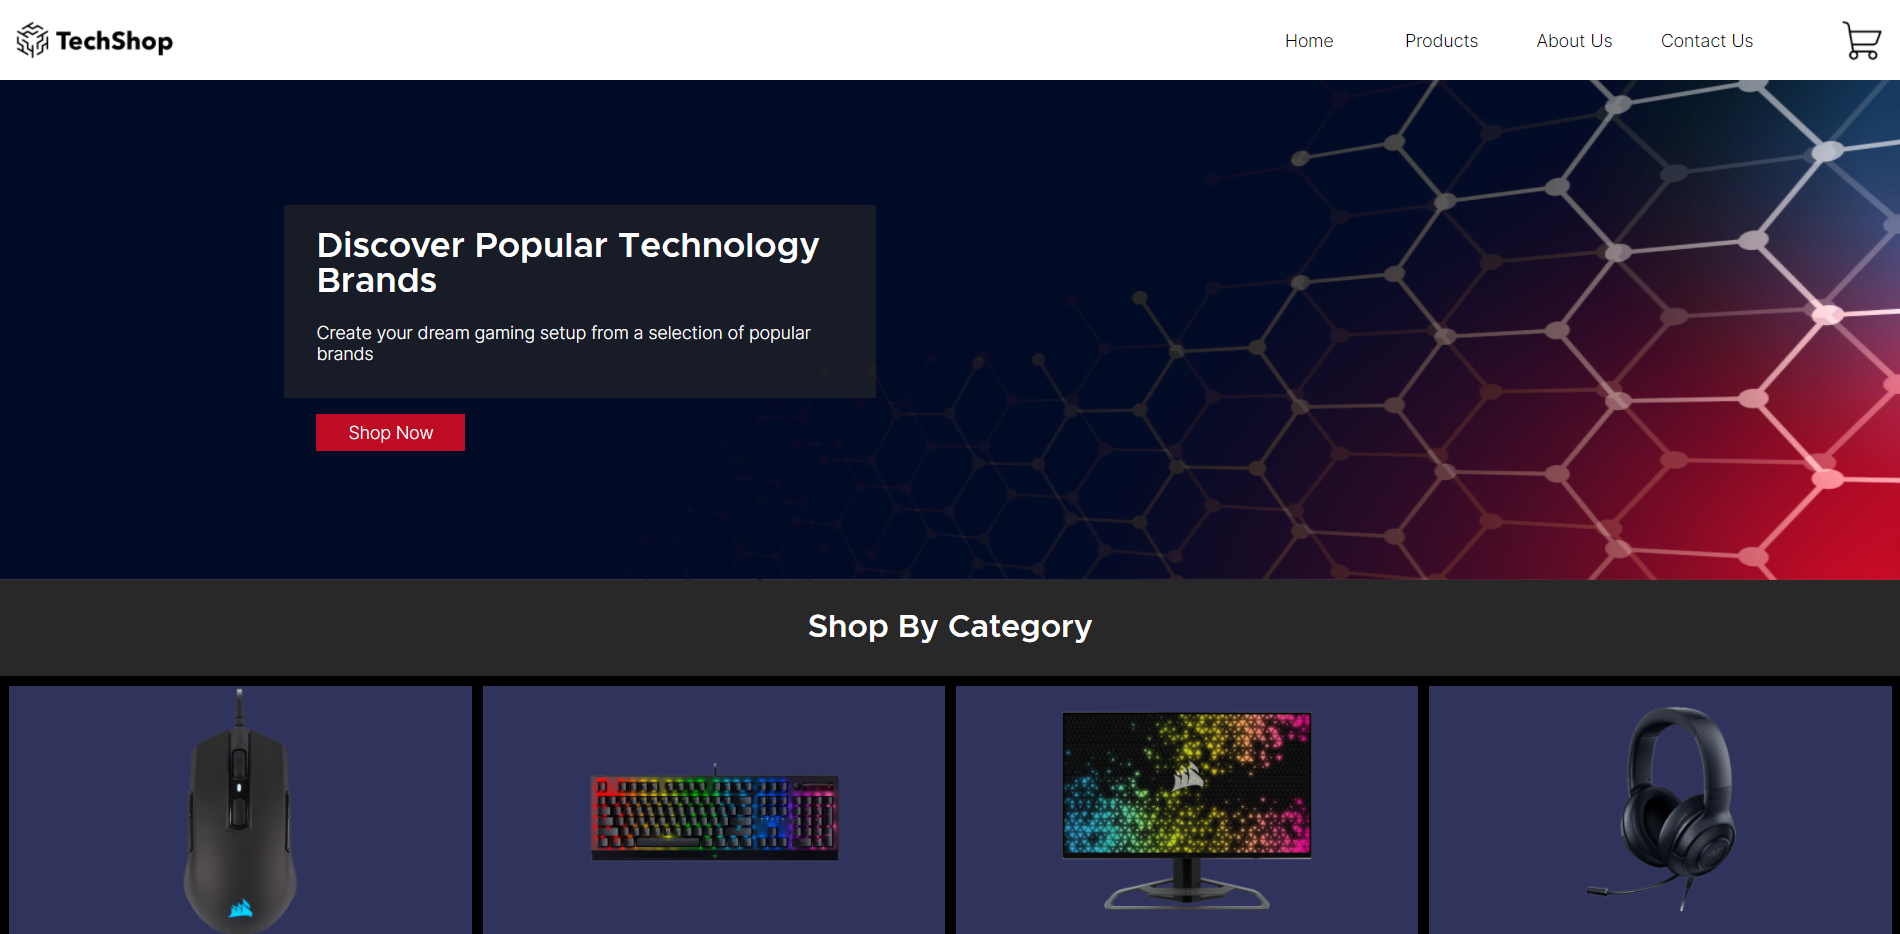 TechShop
Home
Products
About Us
Contact Us
Discover Popular Technology
Brands
Create your dream gaming setup from a selection of popular
brands
Shop Now
Shop By Category